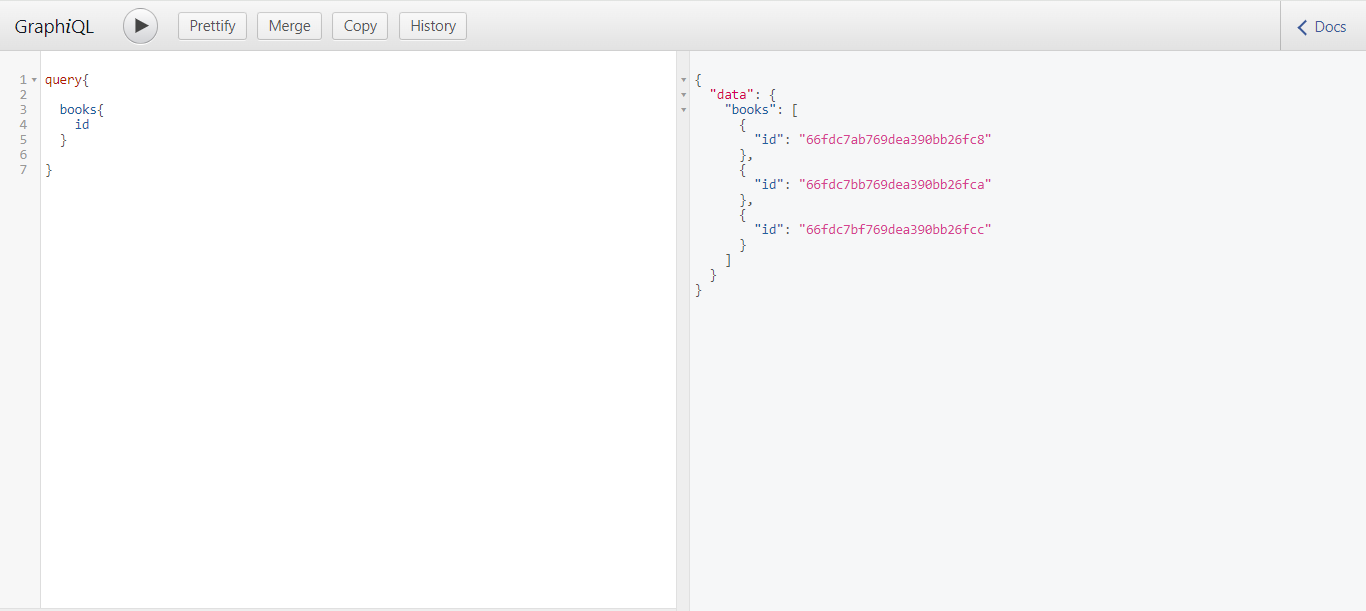 GraphiQL Prettify Merge Copy History Docs
1 query{
2
3 books{
4 id
5 }
6
7 }
{
"data": {
"books": [
{
"id": "66fdc7ab769dea390bb26fc8"
},
{
"id": "66fdc7bb769dea390bb26fca"
},
{
"id": "66fdc7bf769dea390bb26fcc"
}
]
}
}